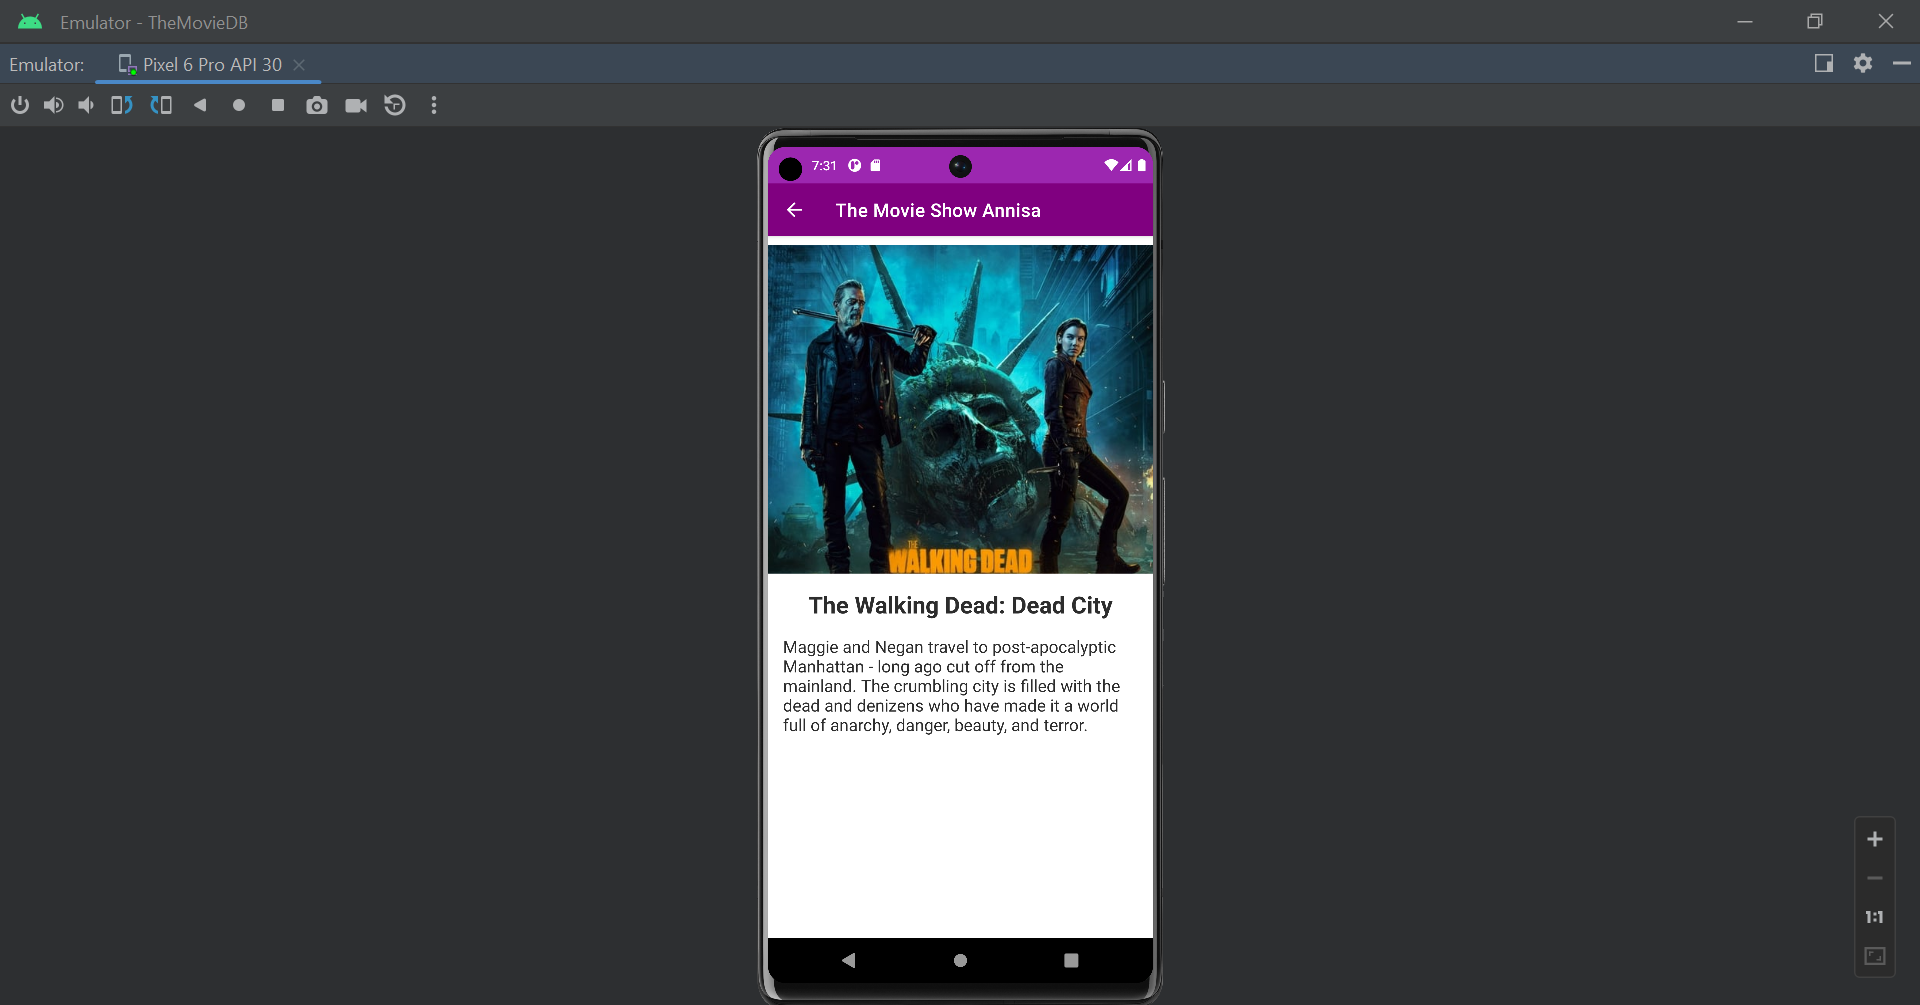 Emulator - TheMovieDB
Emulator:
Pixel 6 Pro API 30
7:31
The Movie Show Annisa
THE
WALKING DEAD
The Walking Dead: Dead City
Maggie and Negan travel to post-apocalyptic
Manhattan - long ago cut off from the
mainland. The crumbling city is filled with the
dead and denizens who have made it a world
full of anarchy, danger, beauty, and terror.
1:1